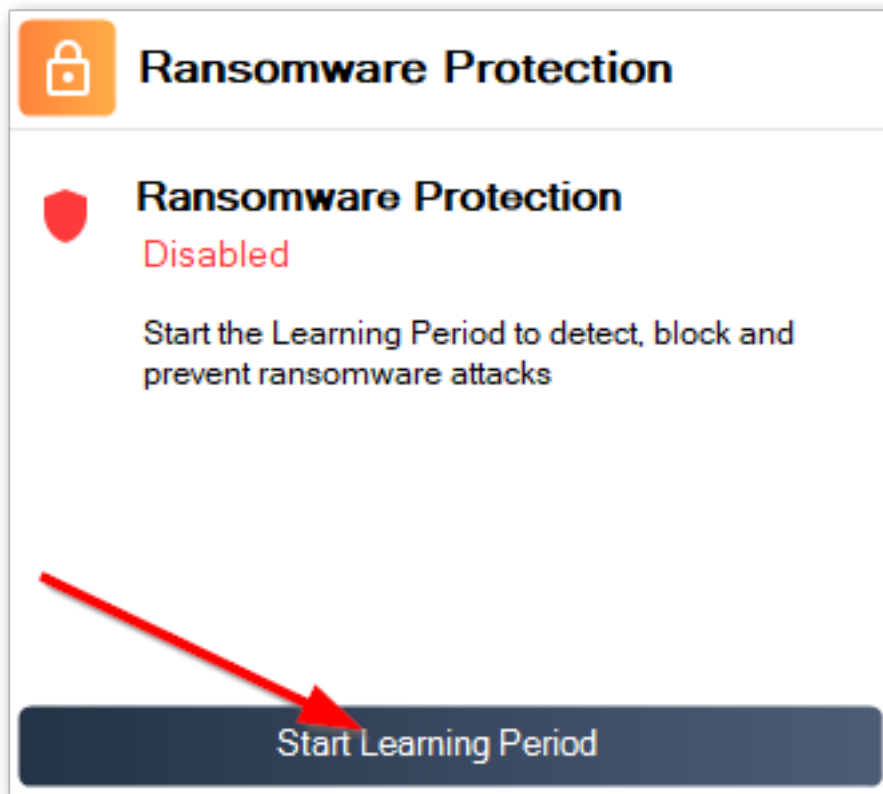 Ransomware Protection
Ransomware Protection
Disabled
Start the Learning Period to detect, block and
prevent ransomware attacks
Start Learning Period